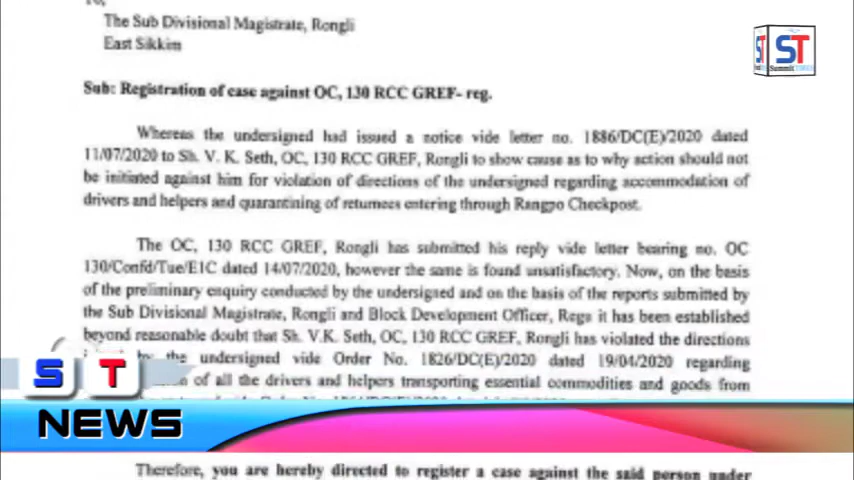 To,
The Sub Divisional Magistrate, Rongli
East Sikkim
ST
Summit TIMES
Sub: Registration of case against OC, 130 RCC GREF- reg.
Whereas the undersigned had issued a notice vide letter no. 1886/DC(E)/2020 dated
11/07/2020 to Sh. V. K. Seth, OC, 130 RCC GREF, Rongli to show cause as to why action should not
be initiated against him for violation of directions of the undersigned regarding accommodation of
drivers and helpers and quarantining of returnees entering through Rangpo Checkpost.
The OC, 130 RCC GREF, Rongli has submitted his reply vide letter bearing no. OC
130/Confd/Tue/E1C dated 14/07/2020, however the same is found unsatisfactory. Now, on the basis
of the preliminary enquiry conducted by the undersigned and on the basis of the reports submitted by
the Sub Divisional Magistrate, Rongli and Block Development Officer, Rega it has been established
beyond reasonable doubt that Sh. V.K. Seth, OC, 130 RCC GREF, Rongli has violated the directions
by the undersigned vide Order No. 1826/DC(E)/2020 dated 19/04/2020 regarding
of all the drivers and helpers transporting essential commodities and goods from
ST
NEWS
Therefore, you are hereby directed to register a case against the said person under